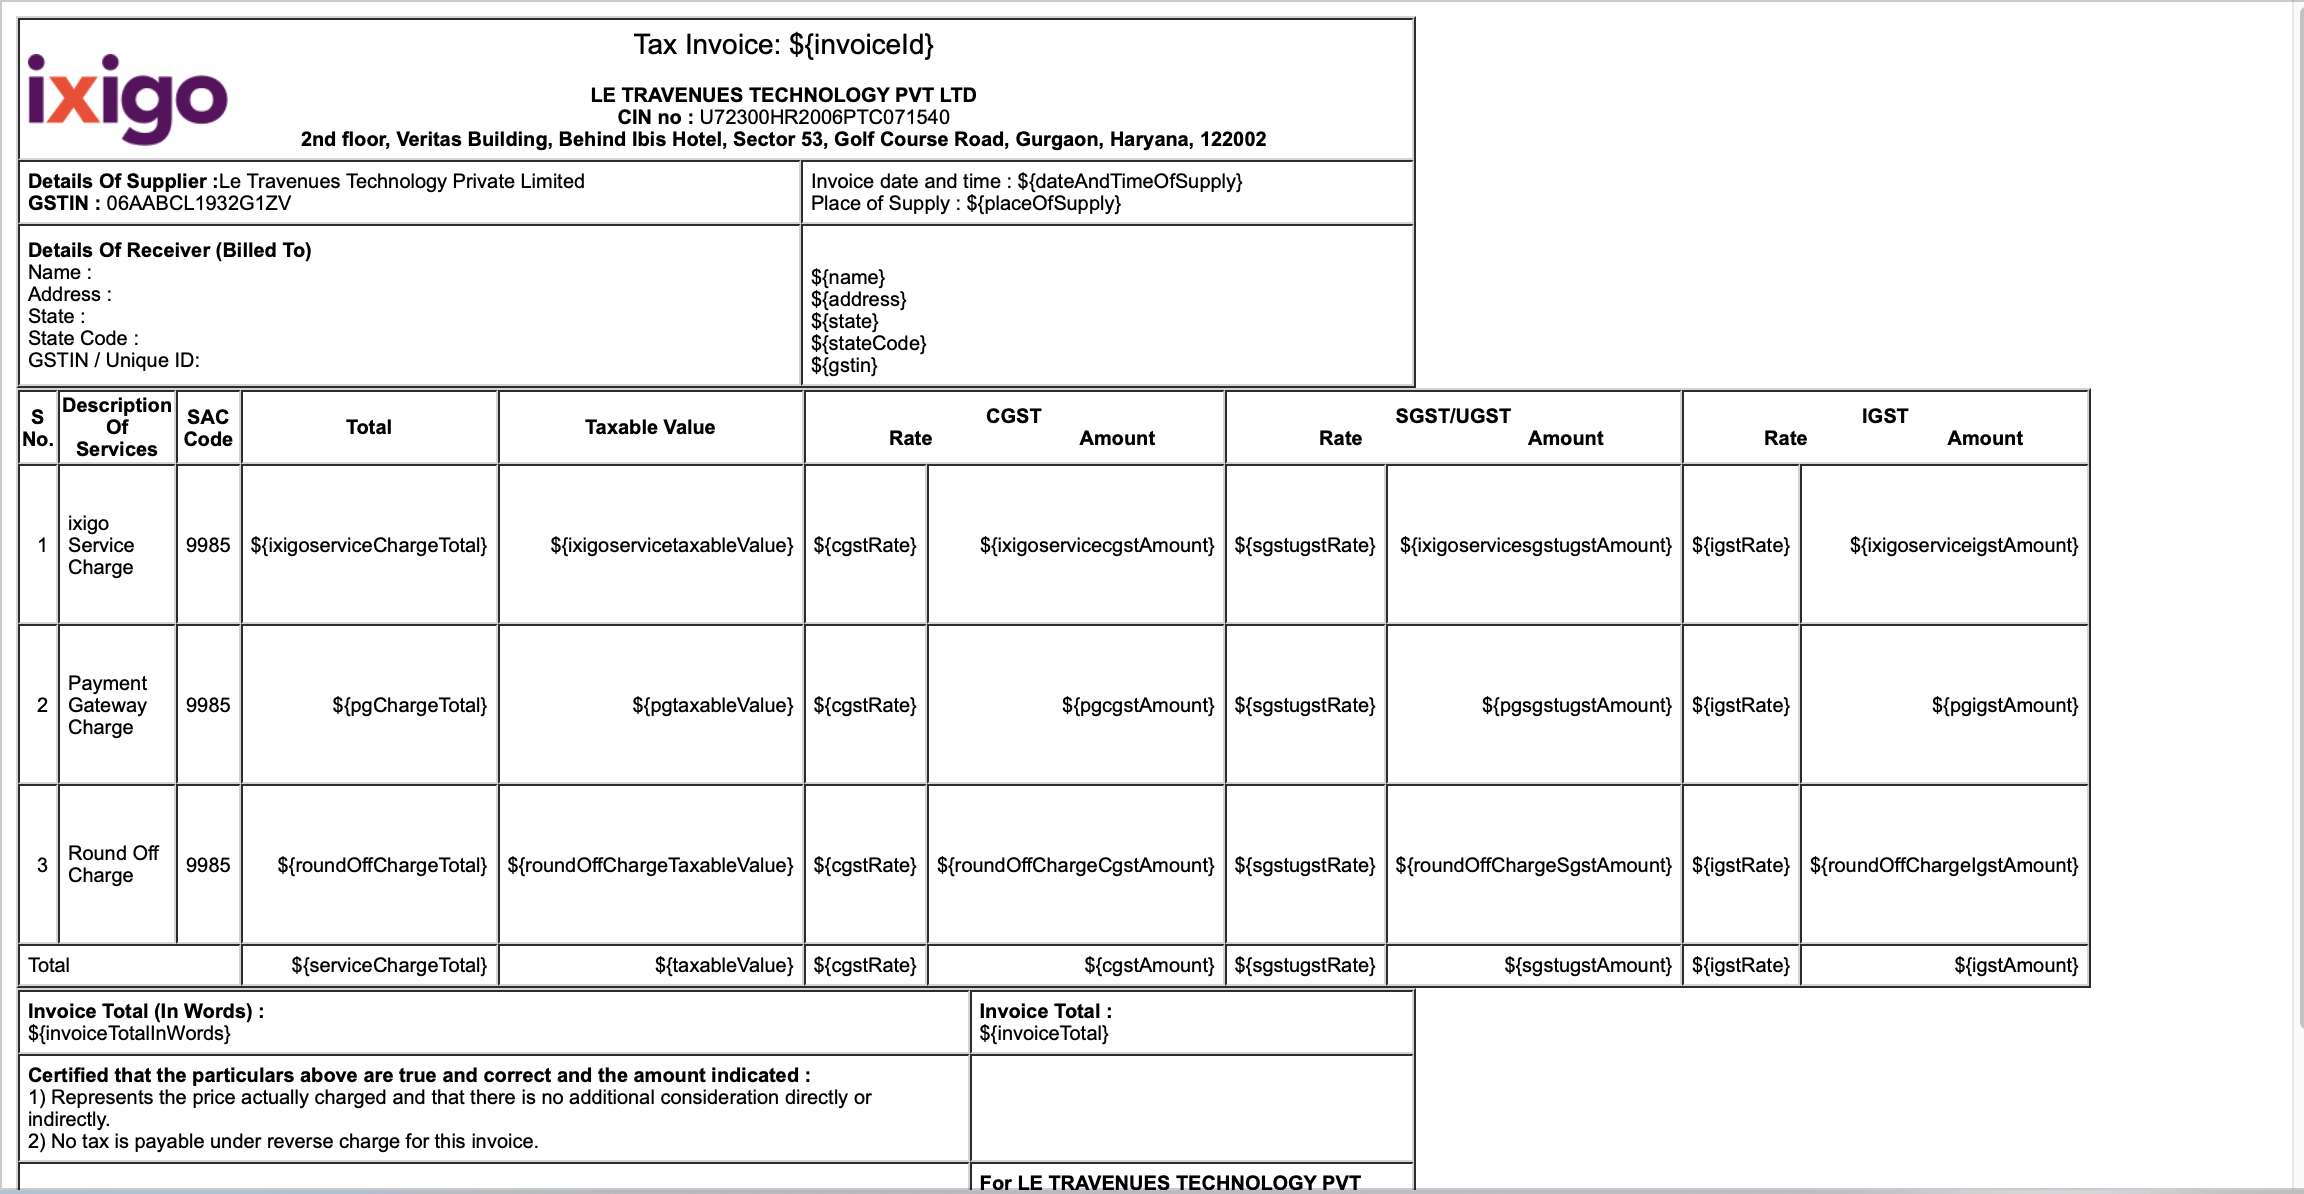 ixigo
Tax Invoice: ${invoiceId}
LE TRAVENUES TECHNOLOGY PVT LTD
CIN no : U72300HR2006PTC071540
2nd floor, Veritas Building, Behind Ibis Hotel, Sector 53, Golf Course Road, Gurgaon, Haryana, 122002
Details Of Supplier :Le Travenues Technology Private Limited
GSTIN : 06AABCL1932G1ZV
Invoice date and time : ${dateAndTimeOfSupply}
Place of Supply : ${placeOfSupply}
Details Of Receiver (Billed To)
Name :
Address :
State :
State Code :
GSTIN / Unique ID:
${name}
${address}
${state}
${stateCode}
${gstin}
S
No.
Description
Of
Services
SAC
Code
Total
Taxable Value
CGST
Rate Amount
SGST/UGST
Rate Amount
IGST
Rate Amount
1
ixigo
Service
Charge
9985
${ixigoserviceChargeTotal}
${ixigoservicetaxableValue}
${cgstRate}
${ixigoservicecgstAmount}
${sgstugstRate}
${ixigoservicesgstugstAmount}
${igstRate}
${ixigoserviceigstAmount}
2
Payment
Gateway
Charge
9985
${pgChargeTotal}
${pgtaxableValue}
${cgstRate}
${pgcgstAmount}
${sgstugstRate}
${pgsgstugstAmount}
${igstRate}
${pgigstAmount}
3
Round Off
Charge
9985
${roundOffChargeTotal}
${roundOffChargeTaxableValue}
${cgstRate}
${roundOffChargeCgstAmount}
${sgstugstRate}
${roundOffChargeSgstAmount}
${igstRate}
${roundOffChargeIgstAmount}
Total
${serviceChargeTotal}
${taxableValue}
${cgstRate}
${cgstAmount}
${sgstugstRate}
${sgstugstAmount}
${igstRate}
${igstAmount}
Invoice Total (In Words) :
${invoiceTotalInWords}
Invoice Total :
${invoiceTotal}
Certified that the particulars above are true and correct and the amount indicated :
1) Represents the price actually charged and that there is no additional consideration directly or
indirectly.
2) No tax is payable under reverse charge for this invoice.
For LE TRAVENUES TECHNOLOGY PVT